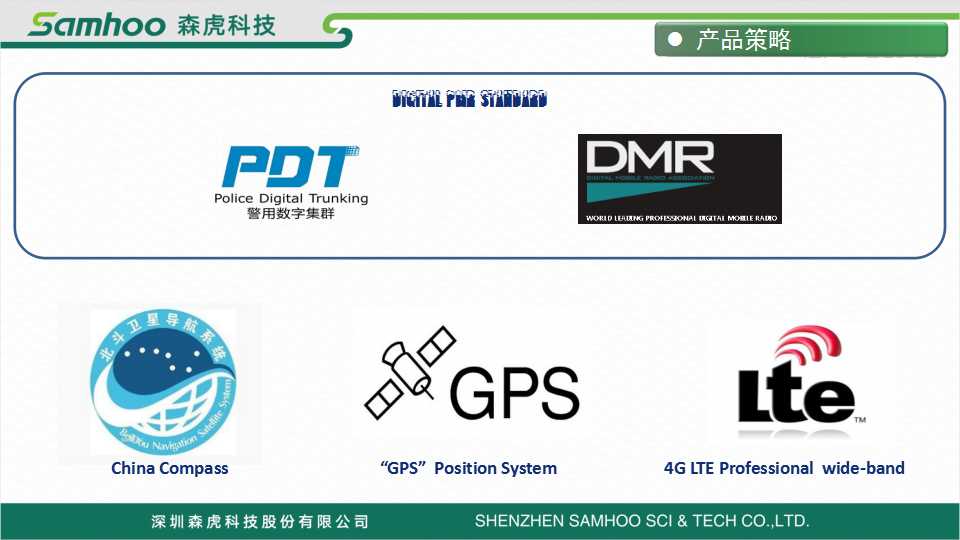 Samhoo 森虎科技
产品策略
DIGITAL PMR STANDARD
PDT
Police Digital Trunking
警用数字集群
DMR
DIGITAL MOBILE RADIO ASSOCIATION
WORLD LEADING PROFESSIONAL DIGITAL MOBILE RADIO
北斗卫星导航系统
BeiDou Navigation Satellite System
GPS
Lte TM
China Compass
“GPS” Position System
4G LTE Professional wide-band
深圳森虎科技股份有限公司
SHENZHEN SAMHOO SCI & TECH CO.,LTD.